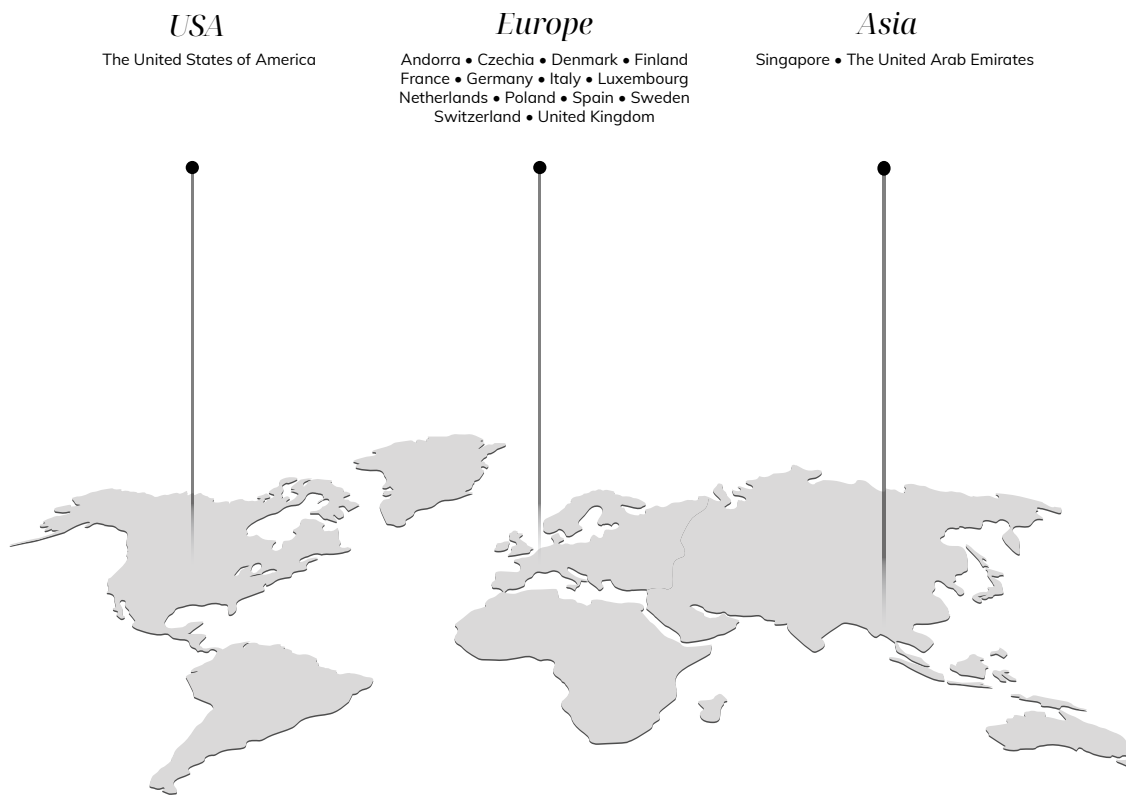 USA
The United States of America
Europe
Andorra • Czechia • Denmark • Finland
France • Germany • Italy • Luxembourg
Netherlands • Poland • Spain • Sweden
Switzerland • United Kingdom
Asia
Singapore • The United Arab Emirates